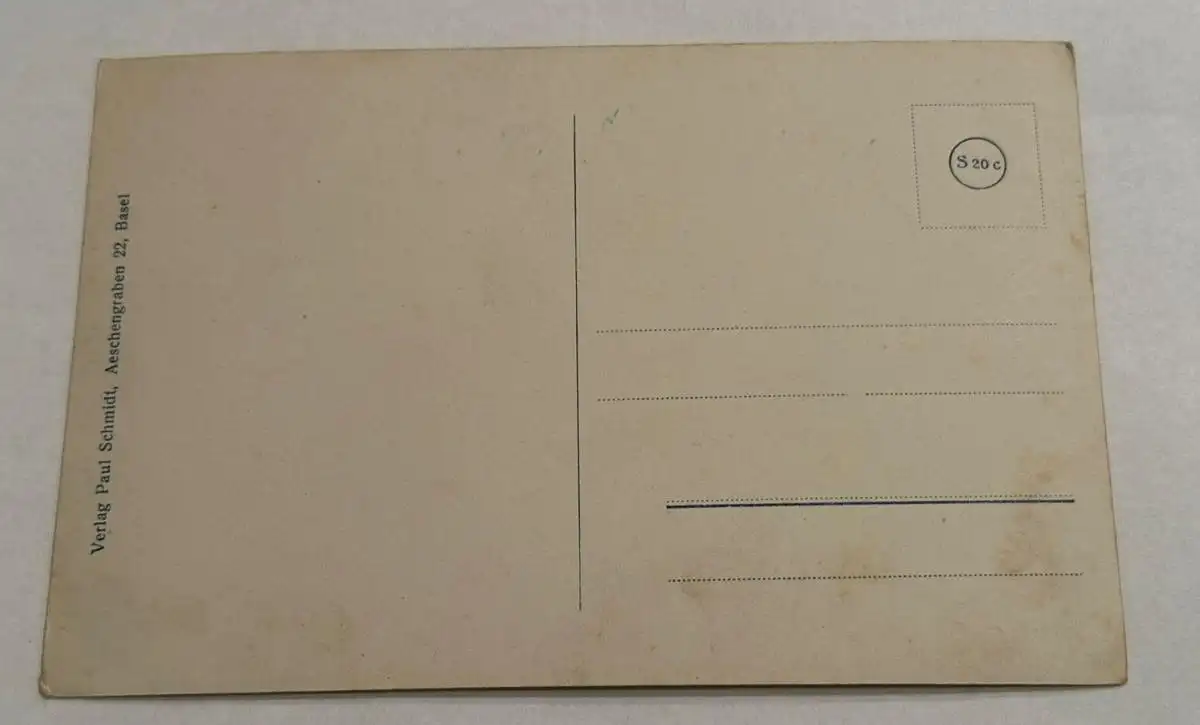 Verlag Paul Schmidt, Aeschengraben 22, Basel
S 20 c